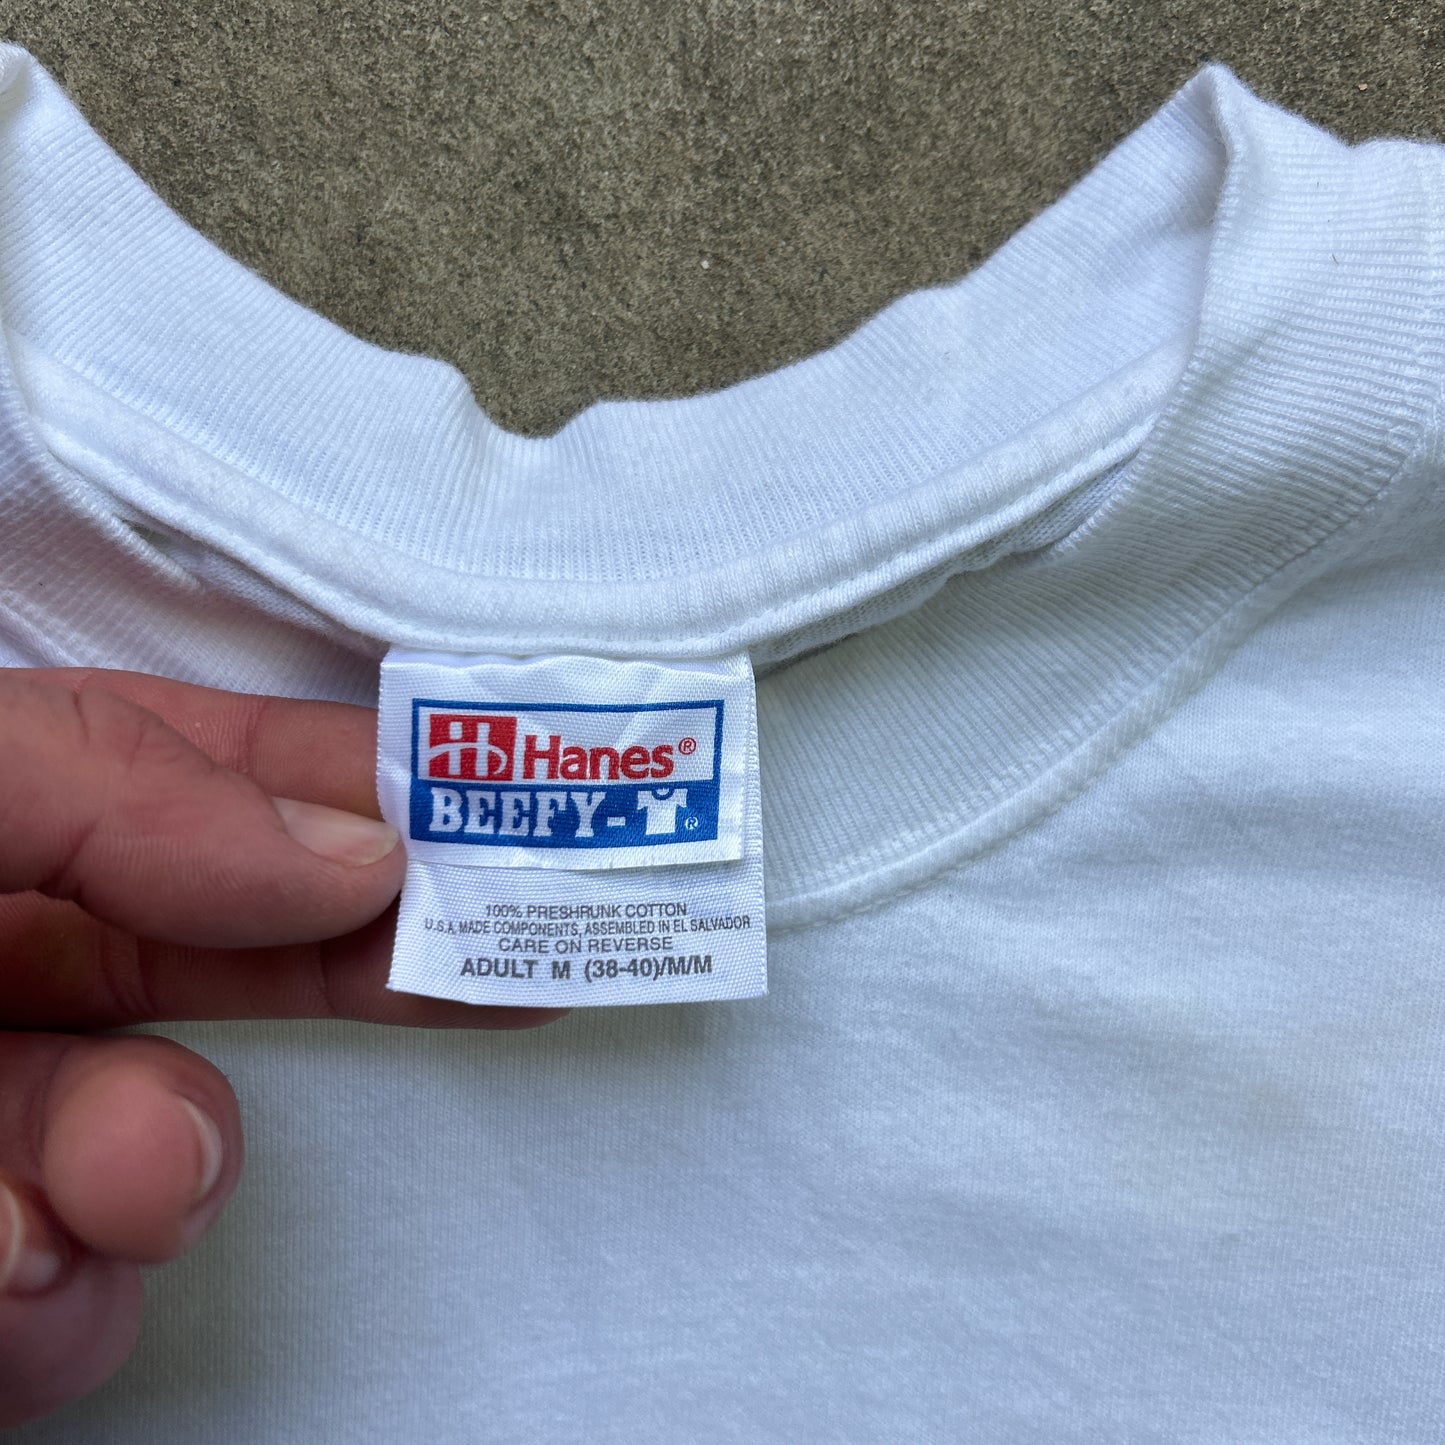 H Hanes®
BEEFY-T®
100% PRESHRUNK COTTON
U.S.A. MADE COMPONENTS, ASSEMBLED IN EL SALVADOR
CARE ON REVERSE
ADULT M (38-40)/M/M